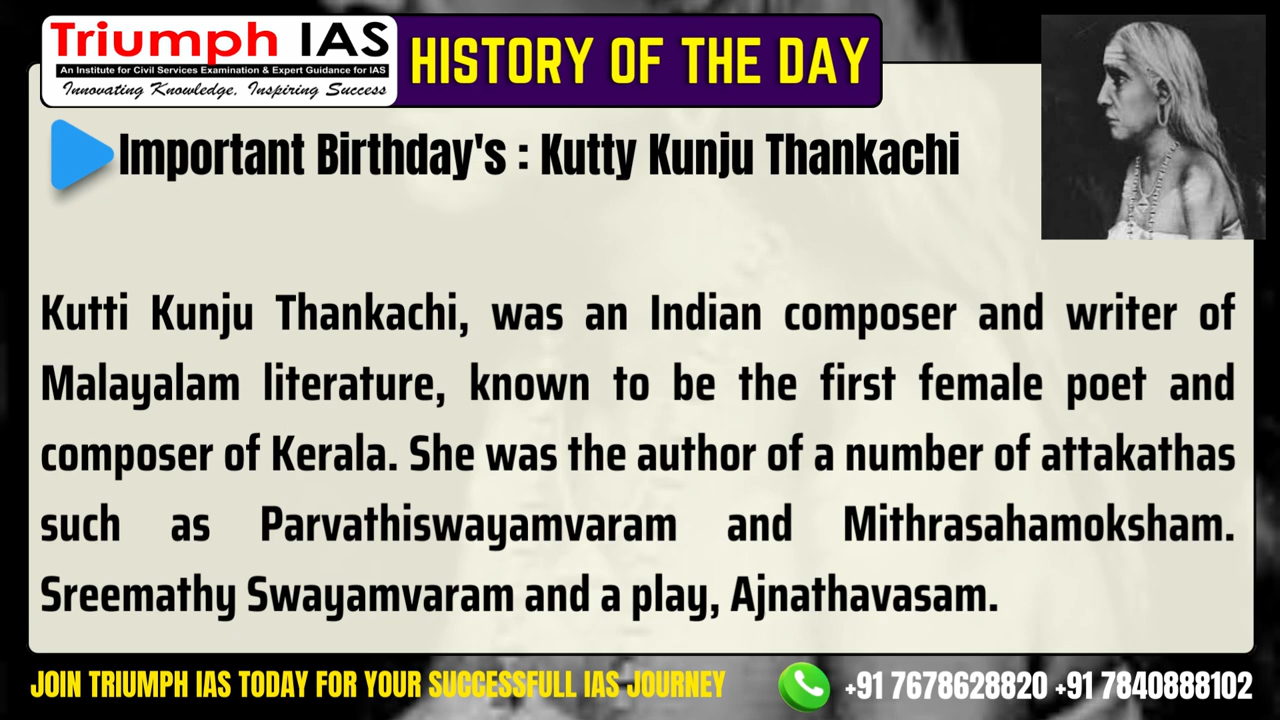 Triumph IAS
An Institute for Civil Services Examination & Expert Guidance for IAS
Innovating Knowledge, Inspiring Success
HISTORY OF THE DAY
Important Birthday's : Kutty Kunju Thankachi
Kutti Kunju Thankachi, was an Indian composer and writer of
Malayalam literature, known to be the first female poet and
composer of Kerala. She was the author of a number of attakathas
such as Parvathiswayamvaram and Mithrasahamoksham.
Sreemathy Swayamvaram and a play, Ajnathavasam.
JOIN TRIUMPH IAS TODAY FOR YOUR SUCCESSFULL IAS JOURNEY
+91 7678628820 +91 7840888102